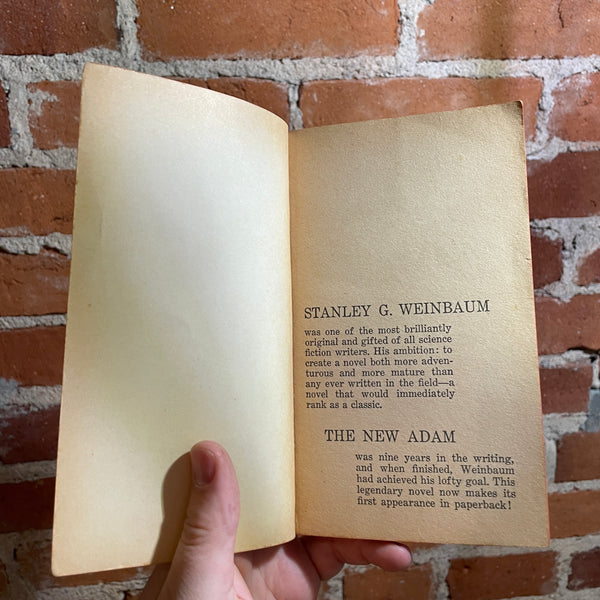 STANLEY G. WEINBAUM
was one of the most brilliantly
original and gifted of all science
fiction writers. His ambition: to
create a novel both more adven-
turous and more mature than
any ever written in the field—a
novel that would immediately
rank as a classic.
THE NEW ADAM
was nine years in the writing,
and when finished, Weinbaum
had achieved his lofty goal. This
legendary novel now makes its
first appearance in paperback!